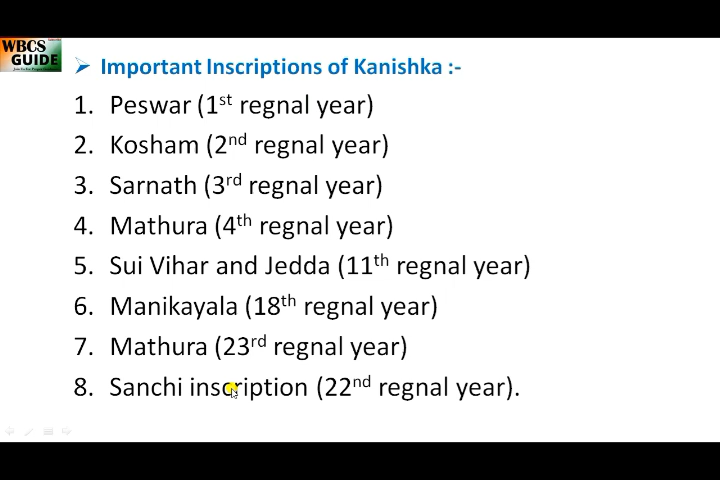 WBCS
GUIDE
➢ Important Inscriptions of Kanishka :-
1. Peswar (1st regnal year)
2. Kosham (2nd regnal year)
3. Sarnath (3rd regnal year)
4. Mathura (4th regnal year)
5. Sui Vihar and Jedda (11th regnal year)
6. Manikayala (18th regnal year)
7. Mathura (23rd regnal year)
8. Sanchi inscription (22nd regnal year).